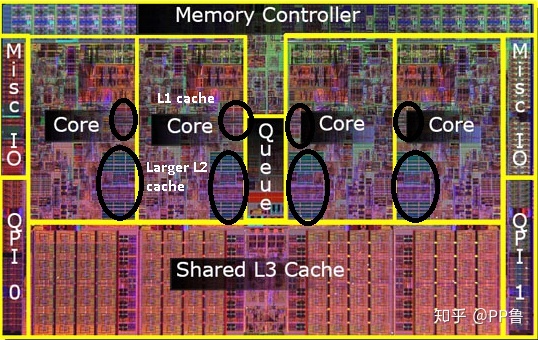 Memory Controller
Misc IO
Misc IO
L1 cache
Core
Core
Core
Core
Queue
Larger L2
cache
QPI 0
QPI 1
Shared L3 Cache
知乎 @PP鲁